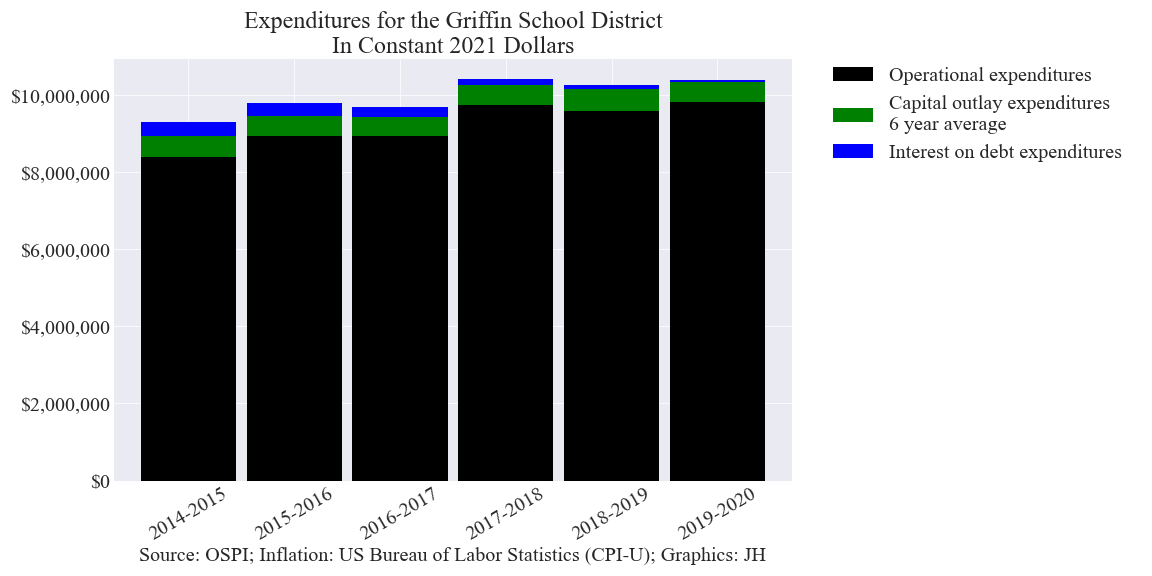 Expenditures for the Griffin School District
In Constant 2021 Dollars
$10,000,000
$8,000,000
$6,000,000
$4,000,000
$2,000,000
$0
2014-2015
2015-2016
2016-2017
2017-2018
2018-2019
2019-2020
Source: OSPI; Inflation: US Bureau of Labor Statistics (CPI-U); Graphics: JH
Operational expenditures
Capital outlay expenditures
6 year average
Interest on debt expenditures